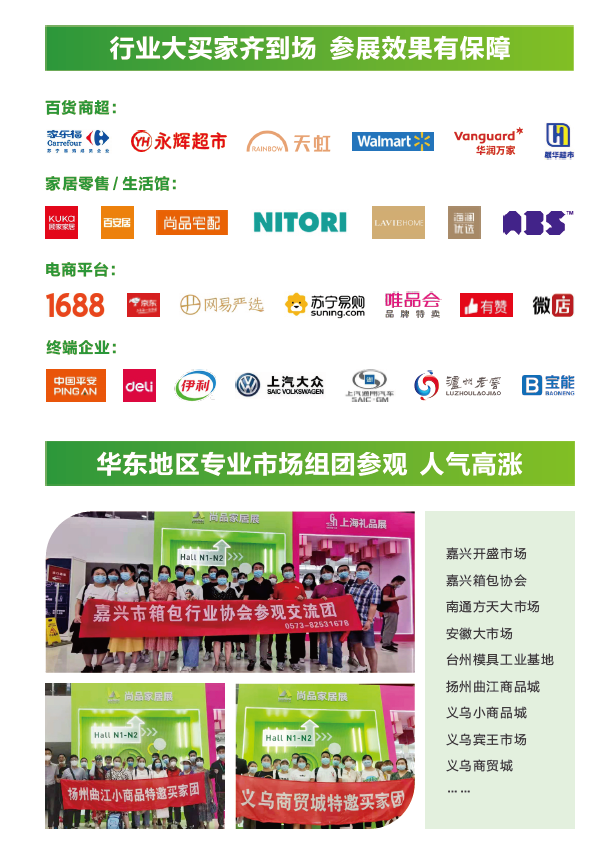 行业大买家齐到场 参展效果有保障
百货商超：
家乐福
Carrefour
YH 永辉超市
RAINBOW 天虹
Walmart
Vanguard
华润万家
联华超市
家居零售 / 生活馆：
KUKa
顾家家居
百安居
尚品宅配
NITORI
LAVIE HOME
优选
ABS™
电商平台：
1688
京东
网易严选
苏宁易购
suning.com
唯品会
品牌特卖
有赞
微店
终端企业：
中国平安
PING AN
deli
伊利
上汽大众
SAIC VOLKSWAGEN
上汽通用汽车
SAIC-GM
泸州老窖
LUZHOULAOJIAO
B 宝能
BAONENG
华东地区专业市场组团参观 人气高涨
尚品家居展
上海礼品展
Hall N1-N2
嘉兴市箱包行业协会参观交流团
0573-82531678
尚品家居展
Hall N1-N2
扬州曲江小商品特邀买家团
尚品家居展
Hall N1-N2
义乌商贸城特邀买家团
嘉兴开盛市场
嘉兴箱包协会
南通方天大市场
安徽大市场
台州模具工业基地
扬州曲江商品城
义乌小商品城
义乌宾王市场
义乌商贸城
……